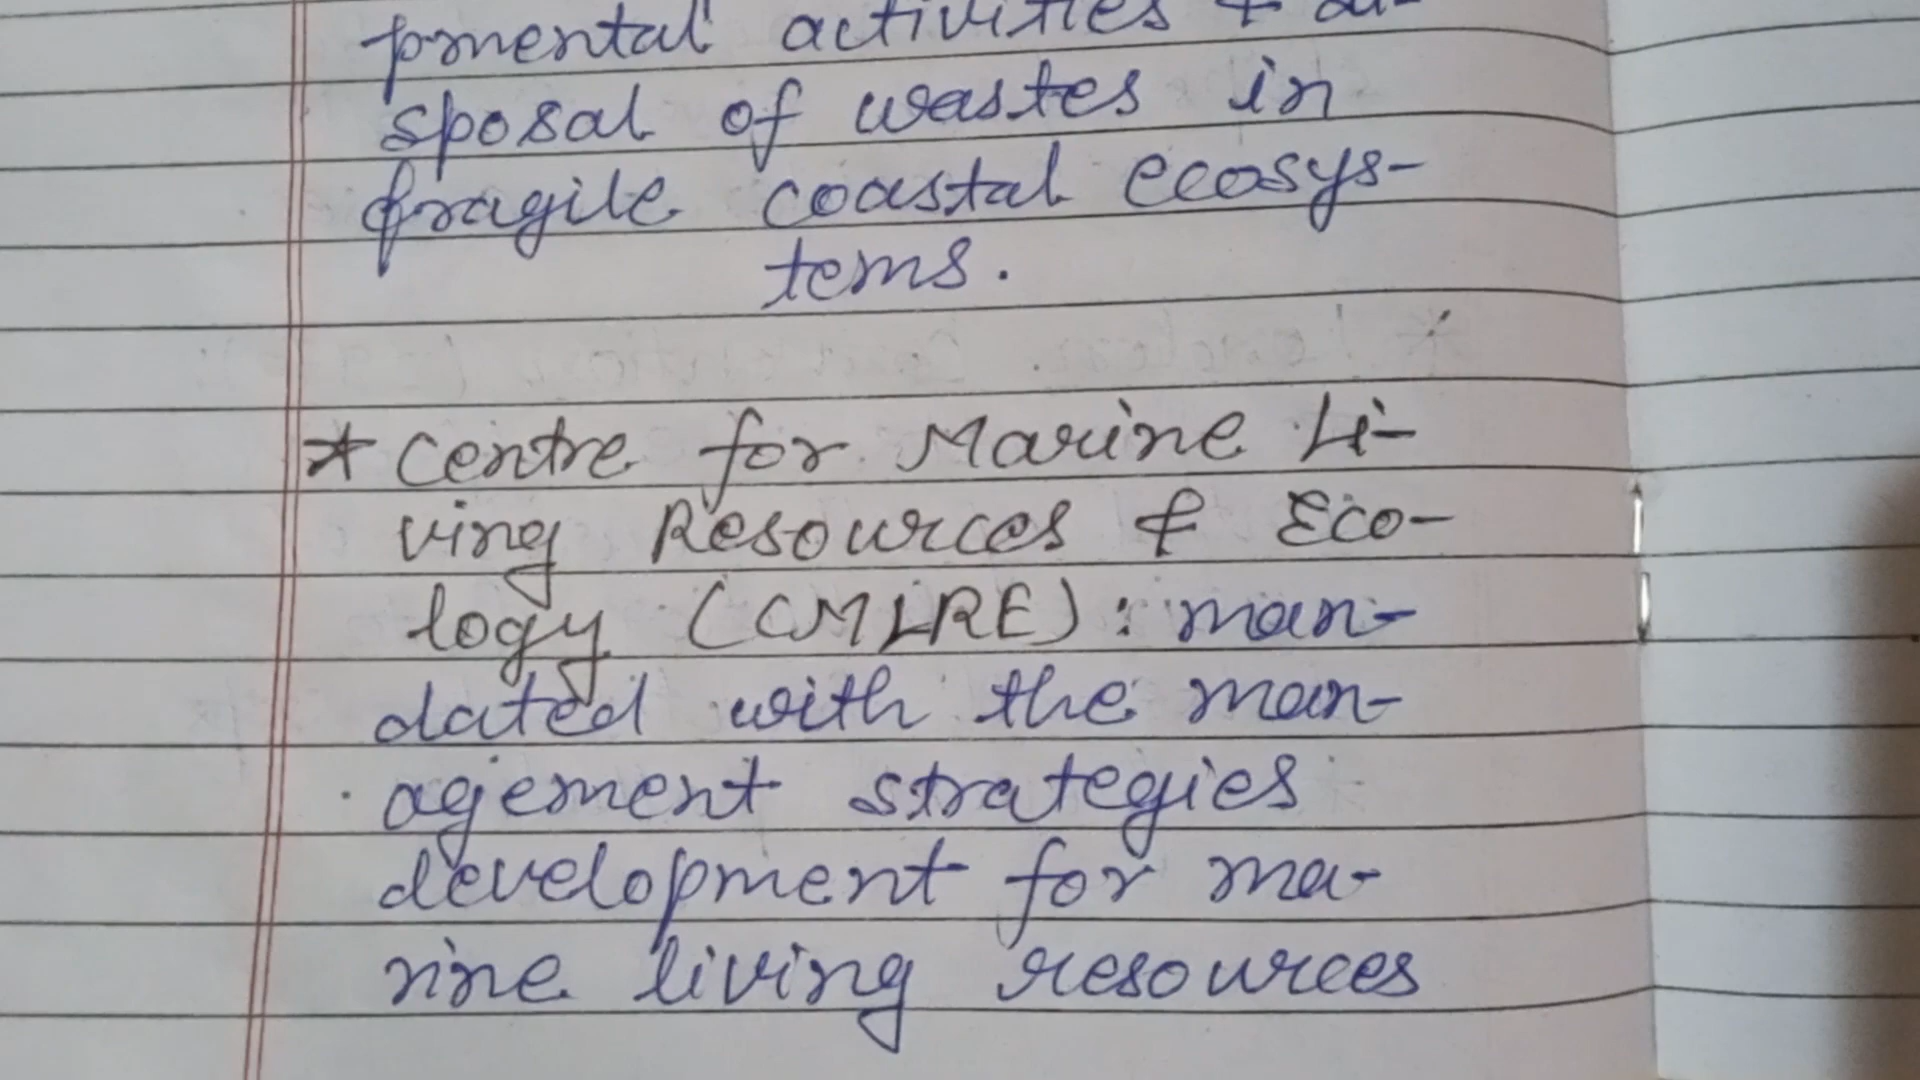 pmental activities & di-
sposal of wastes in
fragile coastal ecosys-
tems.
* Centre for Marine Li-
ving Resources & Eco-
logy (CMLRE): man-
dated with the man-
agement strategies
development for ma-
rine living resources